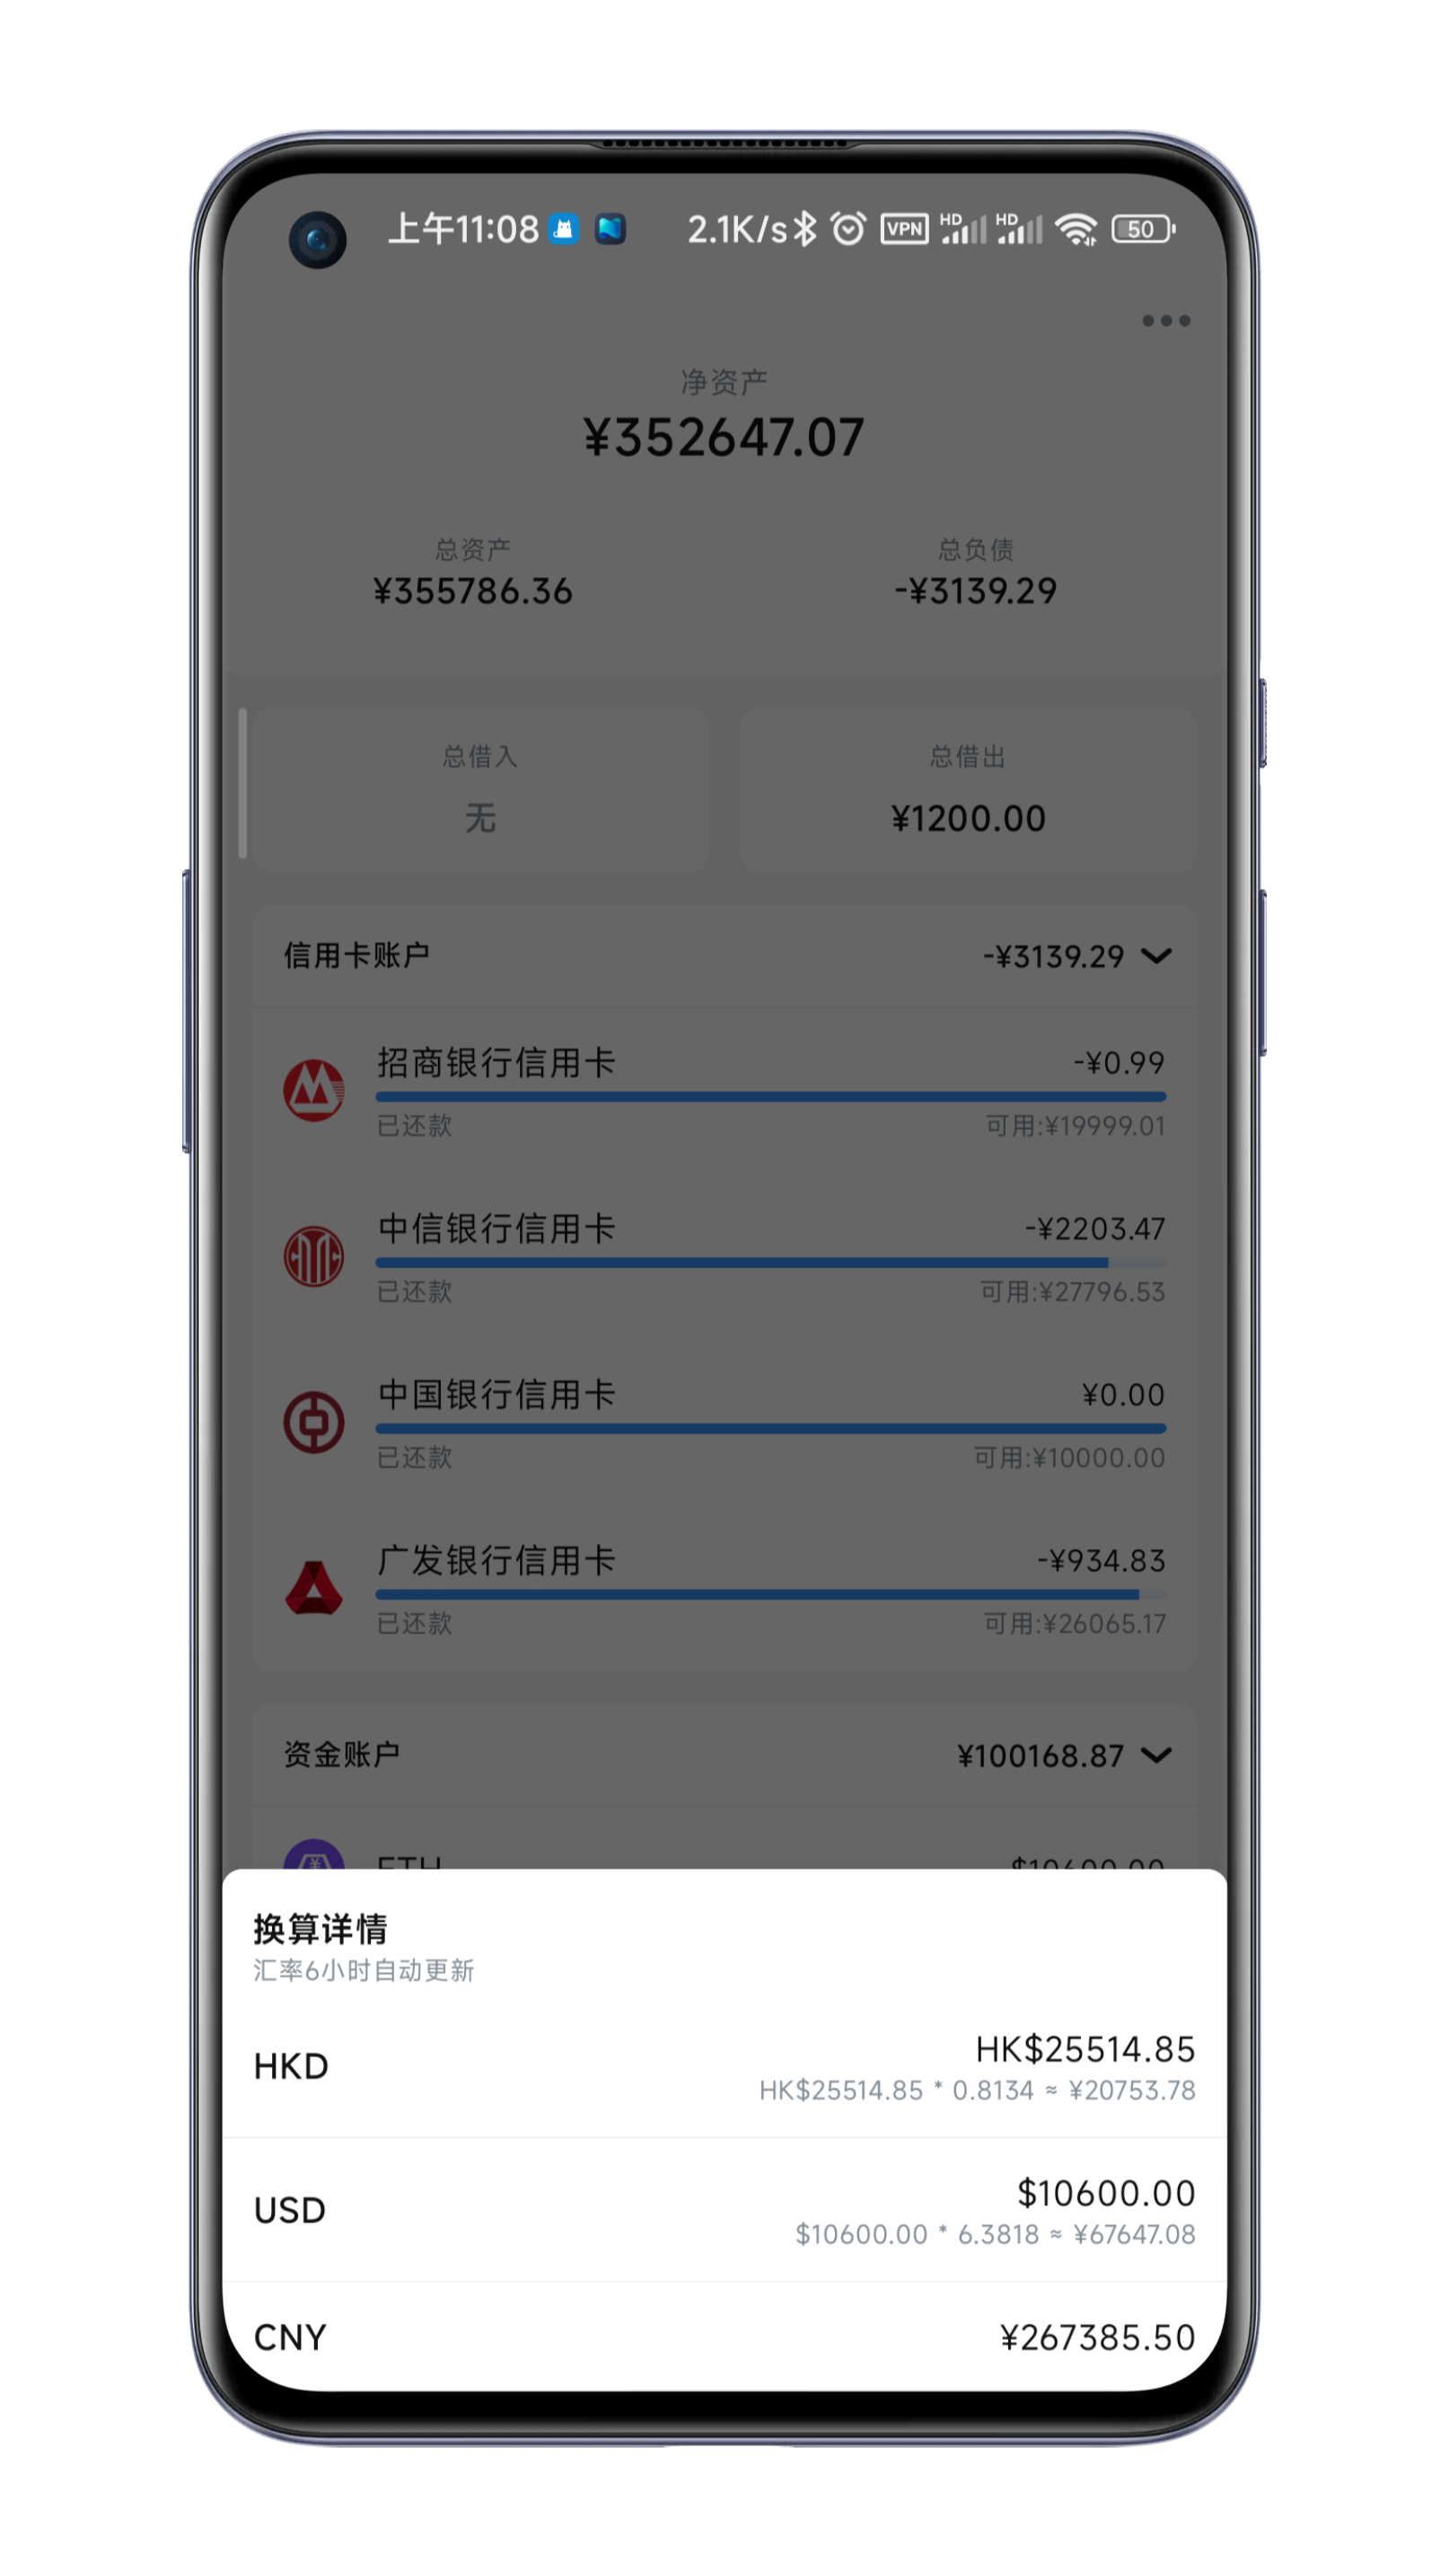 上午11:08
2.1K/s
VPN
HD
HD
50
净资产
¥352647.07
总资产
总负债
¥355786.36
-¥3139.29
总借入
总借出
无
¥1200.00
信用卡账户
-¥3139.29
招商银行信用卡
-¥0.99
已还款
可用:¥19999.01
中信银行信用卡
-¥2203.47
已还款
可用:¥27796.53
中国银行信用卡
¥0.00
已还款
可用:¥10000.00
广发银行信用卡
-¥934.83
已还款
可用:¥26065.17
资金账户
¥100168.87
ETH
$10600.00
换算详情
汇率6小时自动更新
HKD
HK$25514.85
HK$25514.85 * 0.8134 ≈ ¥20753.78
USD
$10600.00
$10600.00 * 6.3818 ≈ ¥67647.08
CNY
¥267385.50